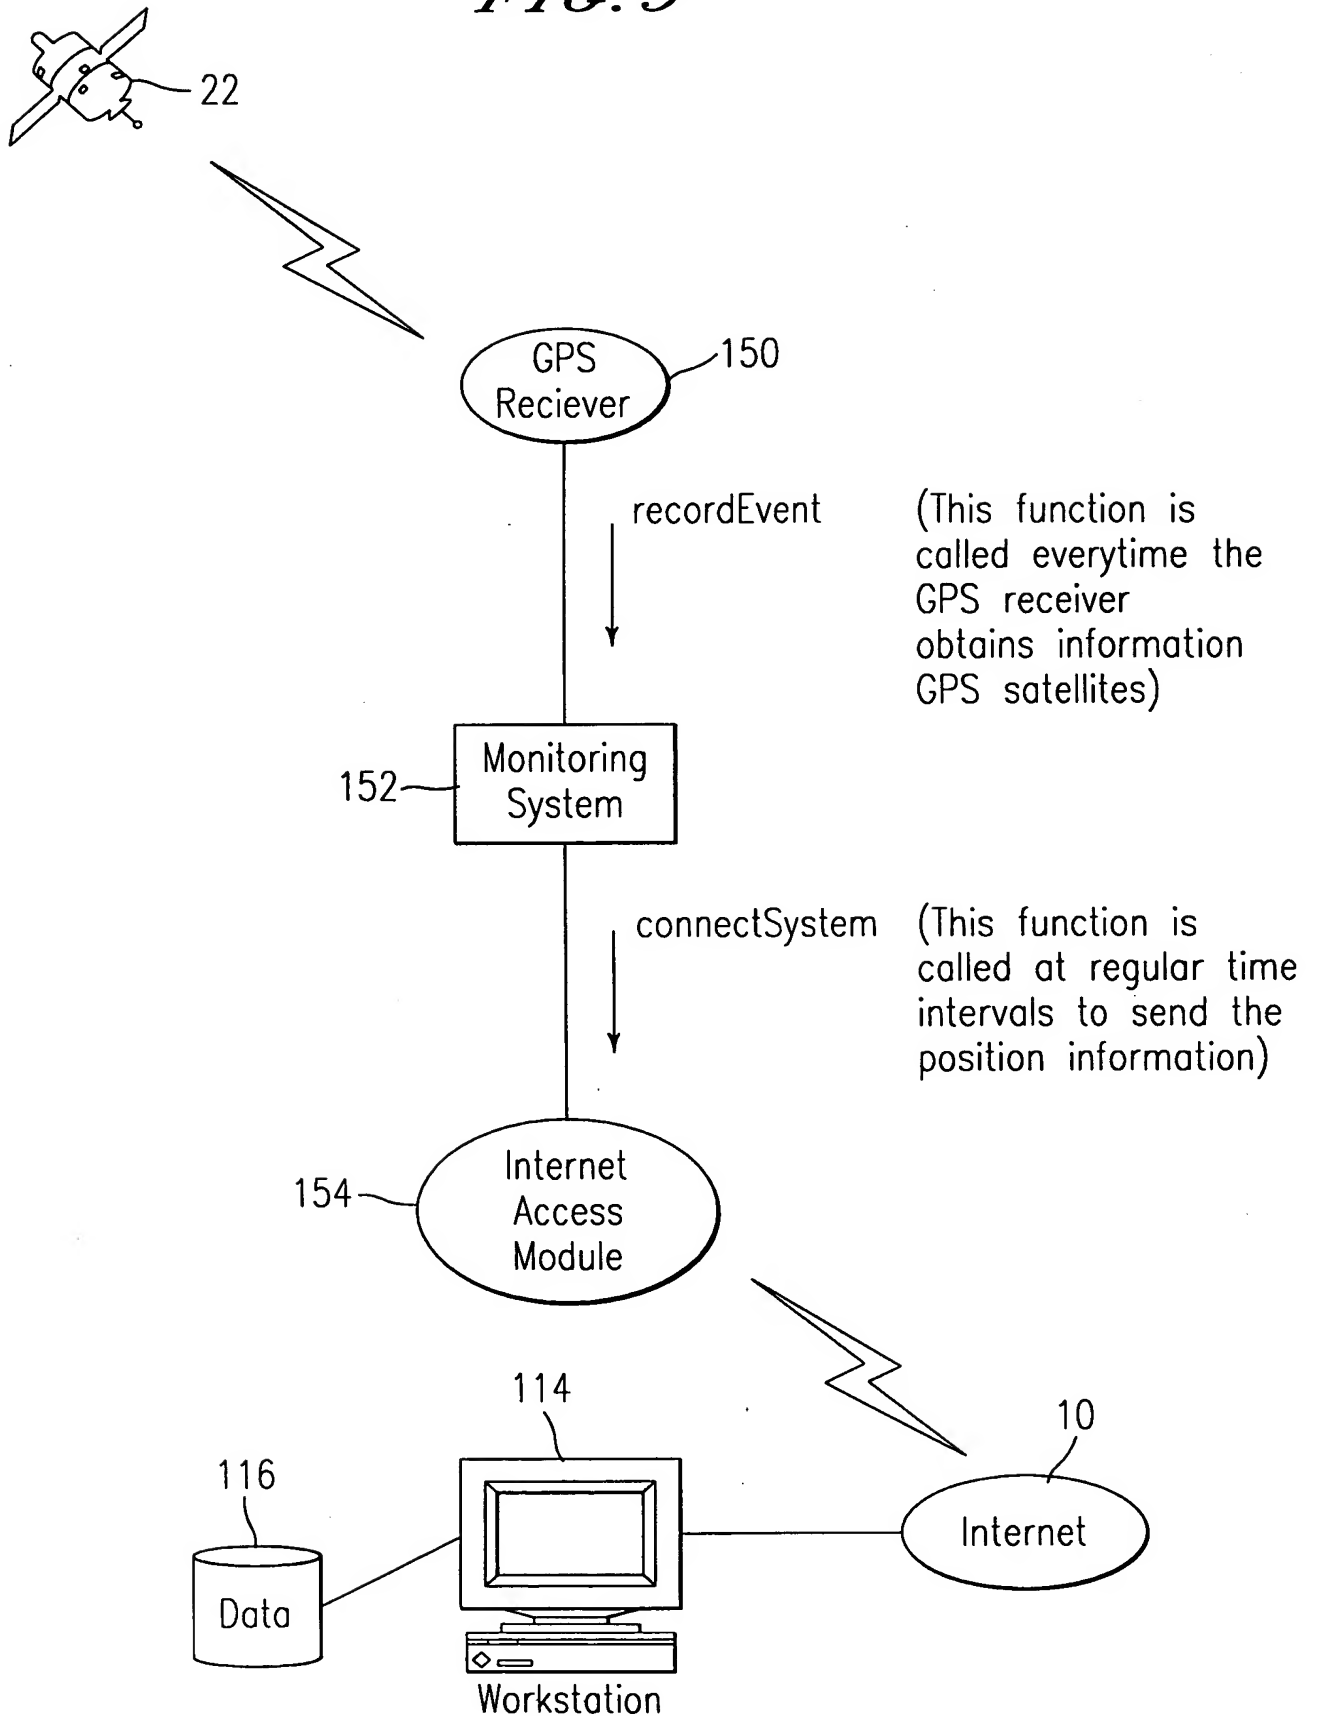 22
GPS
Reciever
150
recordEvent
(This function is
called everytime the
GPS receiver
obtains information
GPS satellites)
152
Monitoring
System
connectSystem
(This function is
called at regular time
intervals to send the
position information)
154
Internet
Access
Module
114
10
116
Internet
Data
Workstation